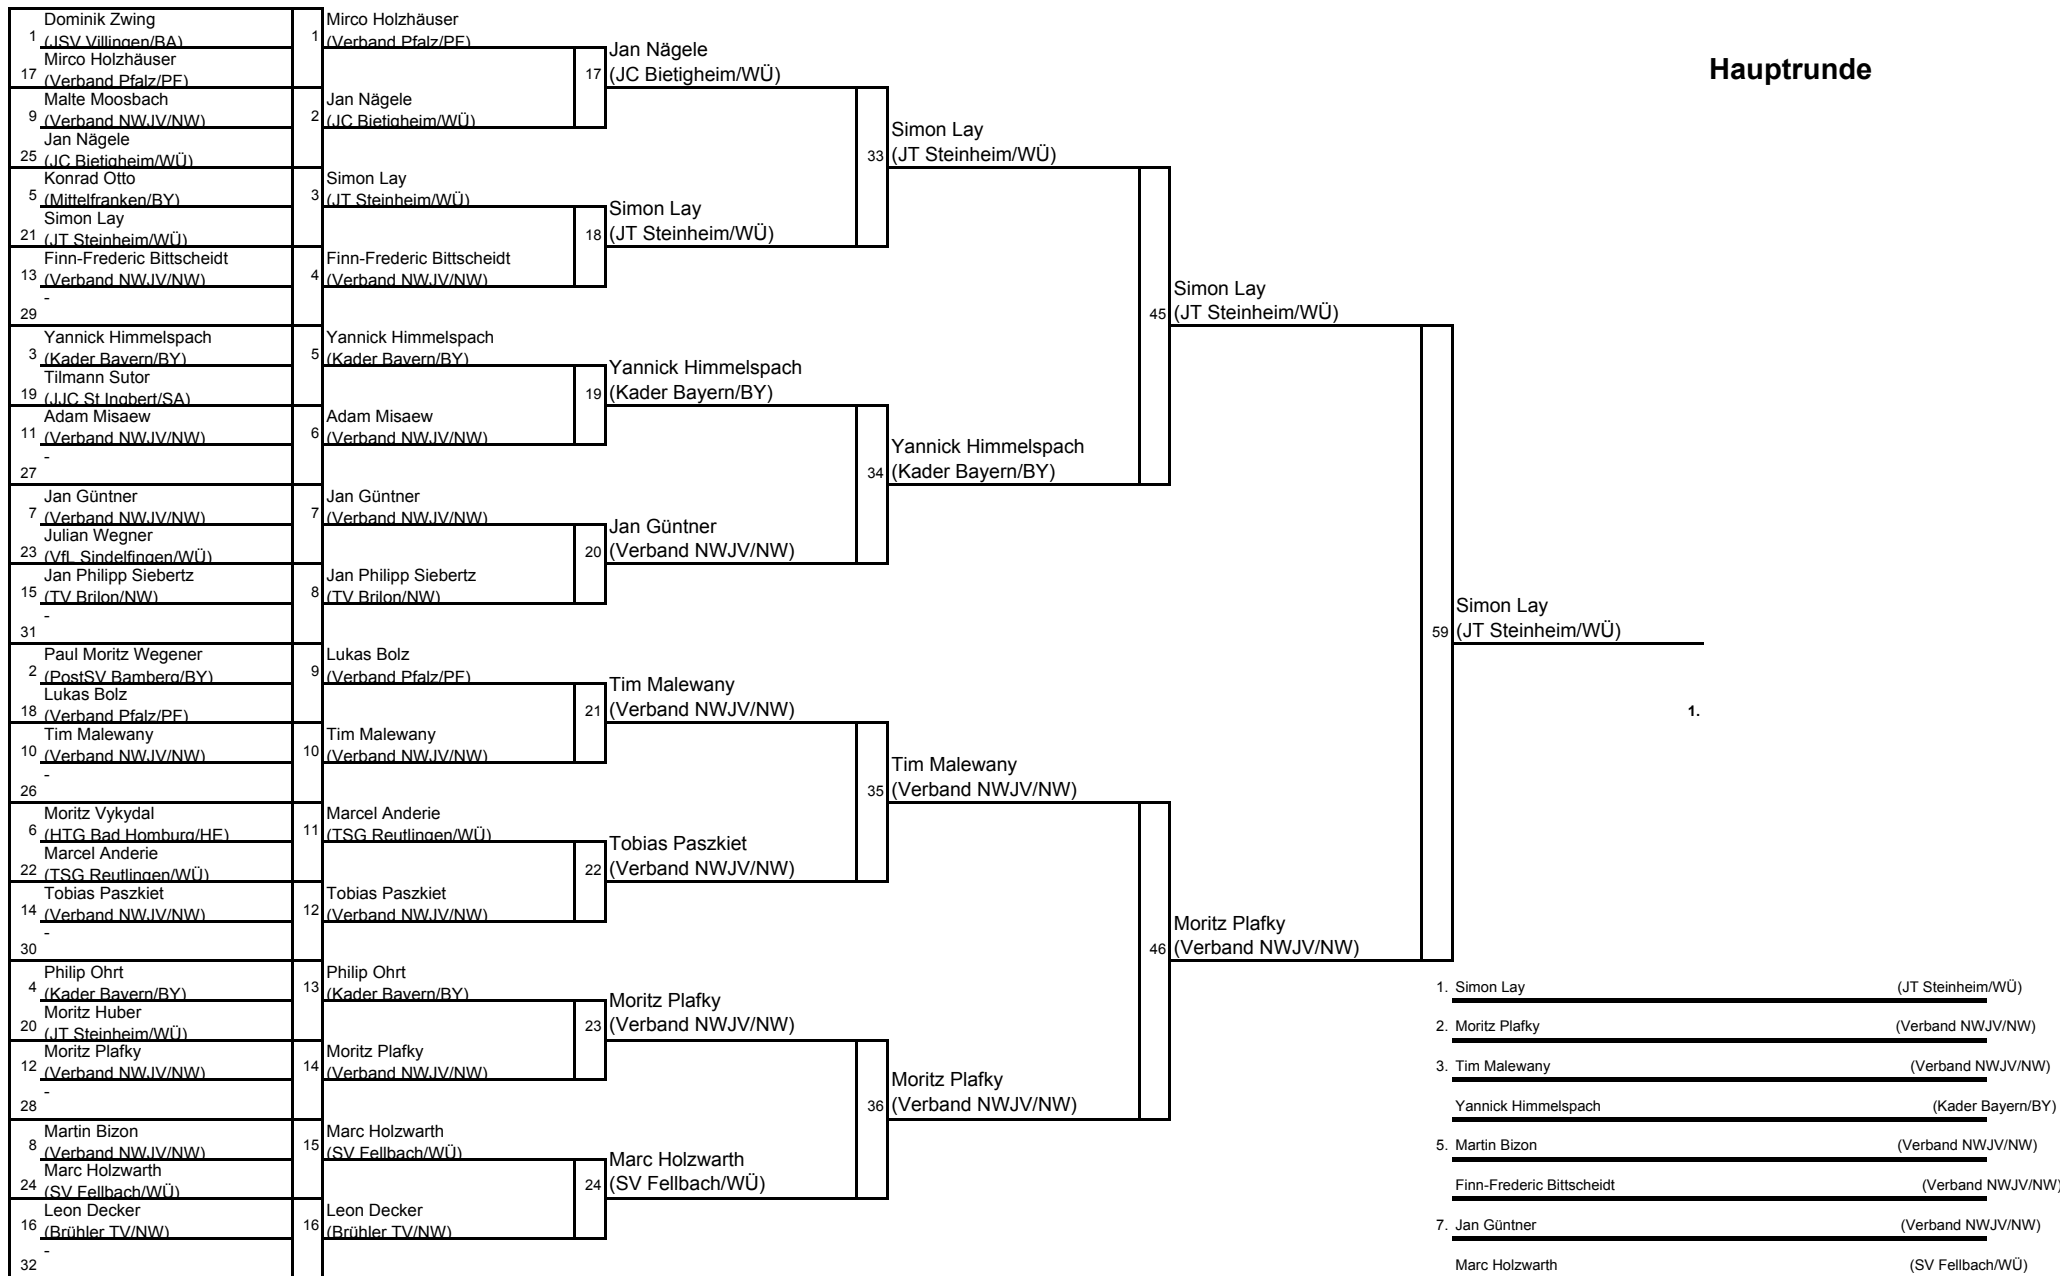 Hauptrunde
1 Dominik Zwing
(JSV Villingen/BA)
17 Mirco Holzhäuser
(Verband Pfalz/PF)
9 Malte Moosbach
(Verband NWJV/NW)
25 Jan Nägele
(JC Bietigheim/WÜ)
5 Konrad Otto
(Mittelfranken/BY)
21 Simon Lay
(JT Steinheim/WÜ)
13 Finn-Frederic Bittscheidt
(Verband NWJV/NW)
29 -
3 Yannick Himmelspach
(Kader Bayern/BY)
19 Tilmann Sutor
(JJC St Ingbert/SA)
11 Adam Misaew
(Verband NWJV/NW)
27 -
7 Jan Güntner
(Verband NWJV/NW)
23 Julian Wegner
(VfL Sindelfingen/WÜ)
15 Jan Philipp Siebertz
(TV Brilon/NW)
31 -
2 Paul Moritz Wegener
(PostSV Bamberg/BY)
18 Lukas Bolz
(Verband Pfalz/PF)
10 Tim Malewany
(Verband NWJV/NW)
26 -
6 Moritz Vykydal
(HTG Bad Homburg/HE)
22 Marcel Anderie
(TSG Reutlingen/WÜ)
14 Tobias Paszkiet
(Verband NWJV/NW)
30 -
4 Philip Ohrt
(Kader Bayern/BY)
20 Moritz Huber
(JT Steinheim/WÜ)
12 Moritz Plafky
(Verband NWJV/NW)
28 -
8 Martin Bizon
(Verband NWJV/NW)
24 Marc Holzwarth
(SV Fellbach/WÜ)
16 Leon Decker
(Brühler TV/NW)
32 -
1 Mirco Holzhäuser
(Verband Pfalz/PF)
2 Jan Nägele
(JC Bietigheim/WÜ)
3 Simon Lay
(JT Steinheim/WÜ)
4 Finn-Frederic Bittscheidt
(Verband NWJV/NW)
5 Yannick Himmelspach
(Kader Bayern/BY)
6 Adam Misaew
(Verband NWJV/NW)
7 Jan Güntner
(Verband NWJV/NW)
8 Jan Philipp Siebertz
(TV Brilon/NW)
9 Lukas Bolz
(Verband Pfalz/PF)
10 Tim Malewany
(Verband NWJV/NW)
11 Marcel Anderie
(TSG Reutlingen/WÜ)
12 Tobias Paszkiet
(Verband NWJV/NW)
13 Philip Ohrt
(Kader Bayern/BY)
14 Moritz Plafky
(Verband NWJV/NW)
15 Marc Holzwarth
(SV Fellbach/WÜ)
16 Leon Decker
(Brühler TV/NW)
17 Jan Nägele
(JC Bietigheim/WÜ)
18 Simon Lay
(JT Steinheim/WÜ)
19 Yannick Himmelspach
(Kader Bayern/BY)
20 Jan Güntner
(Verband NWJV/NW)
21 Tim Malewany
(Verband NWJV/NW)
22 Tobias Paszkiet
(Verband NWJV/NW)
23 Moritz Plafky
(Verband NWJV/NW)
24 Marc Holzwarth
(SV Fellbach/WÜ)
33 Simon Lay
(JT Steinheim/WÜ)
34 Yannick Himmelspach
(Kader Bayern/BY)
35 Tim Malewany
(Verband NWJV/NW)
36 Moritz Plafky
(Verband NWJV/NW)
45 Simon Lay
(JT Steinheim/WÜ)
46 Moritz Plafky
(Verband NWJV/NW)
59 Simon Lay
(JT Steinheim/WÜ)
1.
1. Simon Lay (JT Steinheim/WÜ)
2. Moritz Plafky (Verband NWJV/NW)
3. Tim Malewany (Verband NWJV/NW)
Yannick Himmelspach (Kader Bayern/BY)
5. Martin Bizon (Verband NWJV/NW)
Finn-Frederic Bittscheidt (Verband NWJV/NW)
7. Jan Güntner (Verband NWJV/NW)
Marc Holzwarth (SV Fellbach/WÜ)